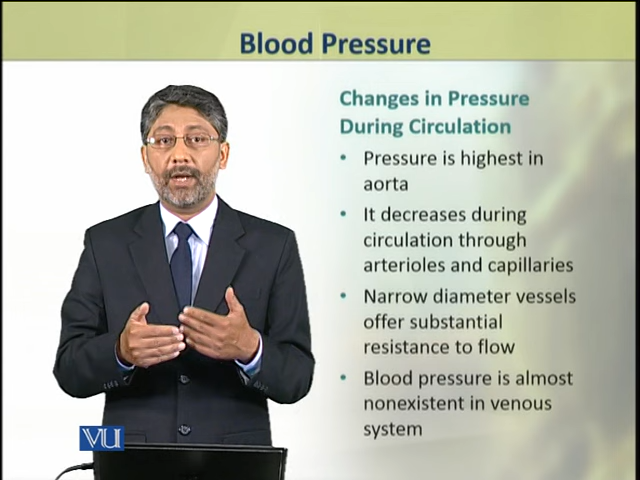 Blood Pressure
Changes in Pressure
During Circulation
• Pressure is highest in
aorta
• It decreases during
circulation through
arterioles and capillaries
• Narrow diameter vessels
offer substantial
resistance to flow
• Blood pressure is almost
nonexistent in venous
system
VU